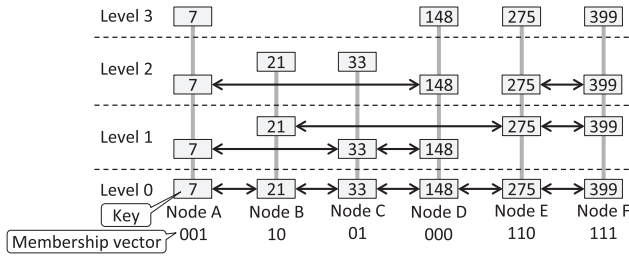 Level 3 7 148 275 399
Level 2 21 33
7 148 275 399
Level 1 21 275 399
7 33 148
Level 0 7 21 33 148 275 399
Key Node A Node B Node C Node D Node E Node F
Membership vector 001 10 01 000 110 111